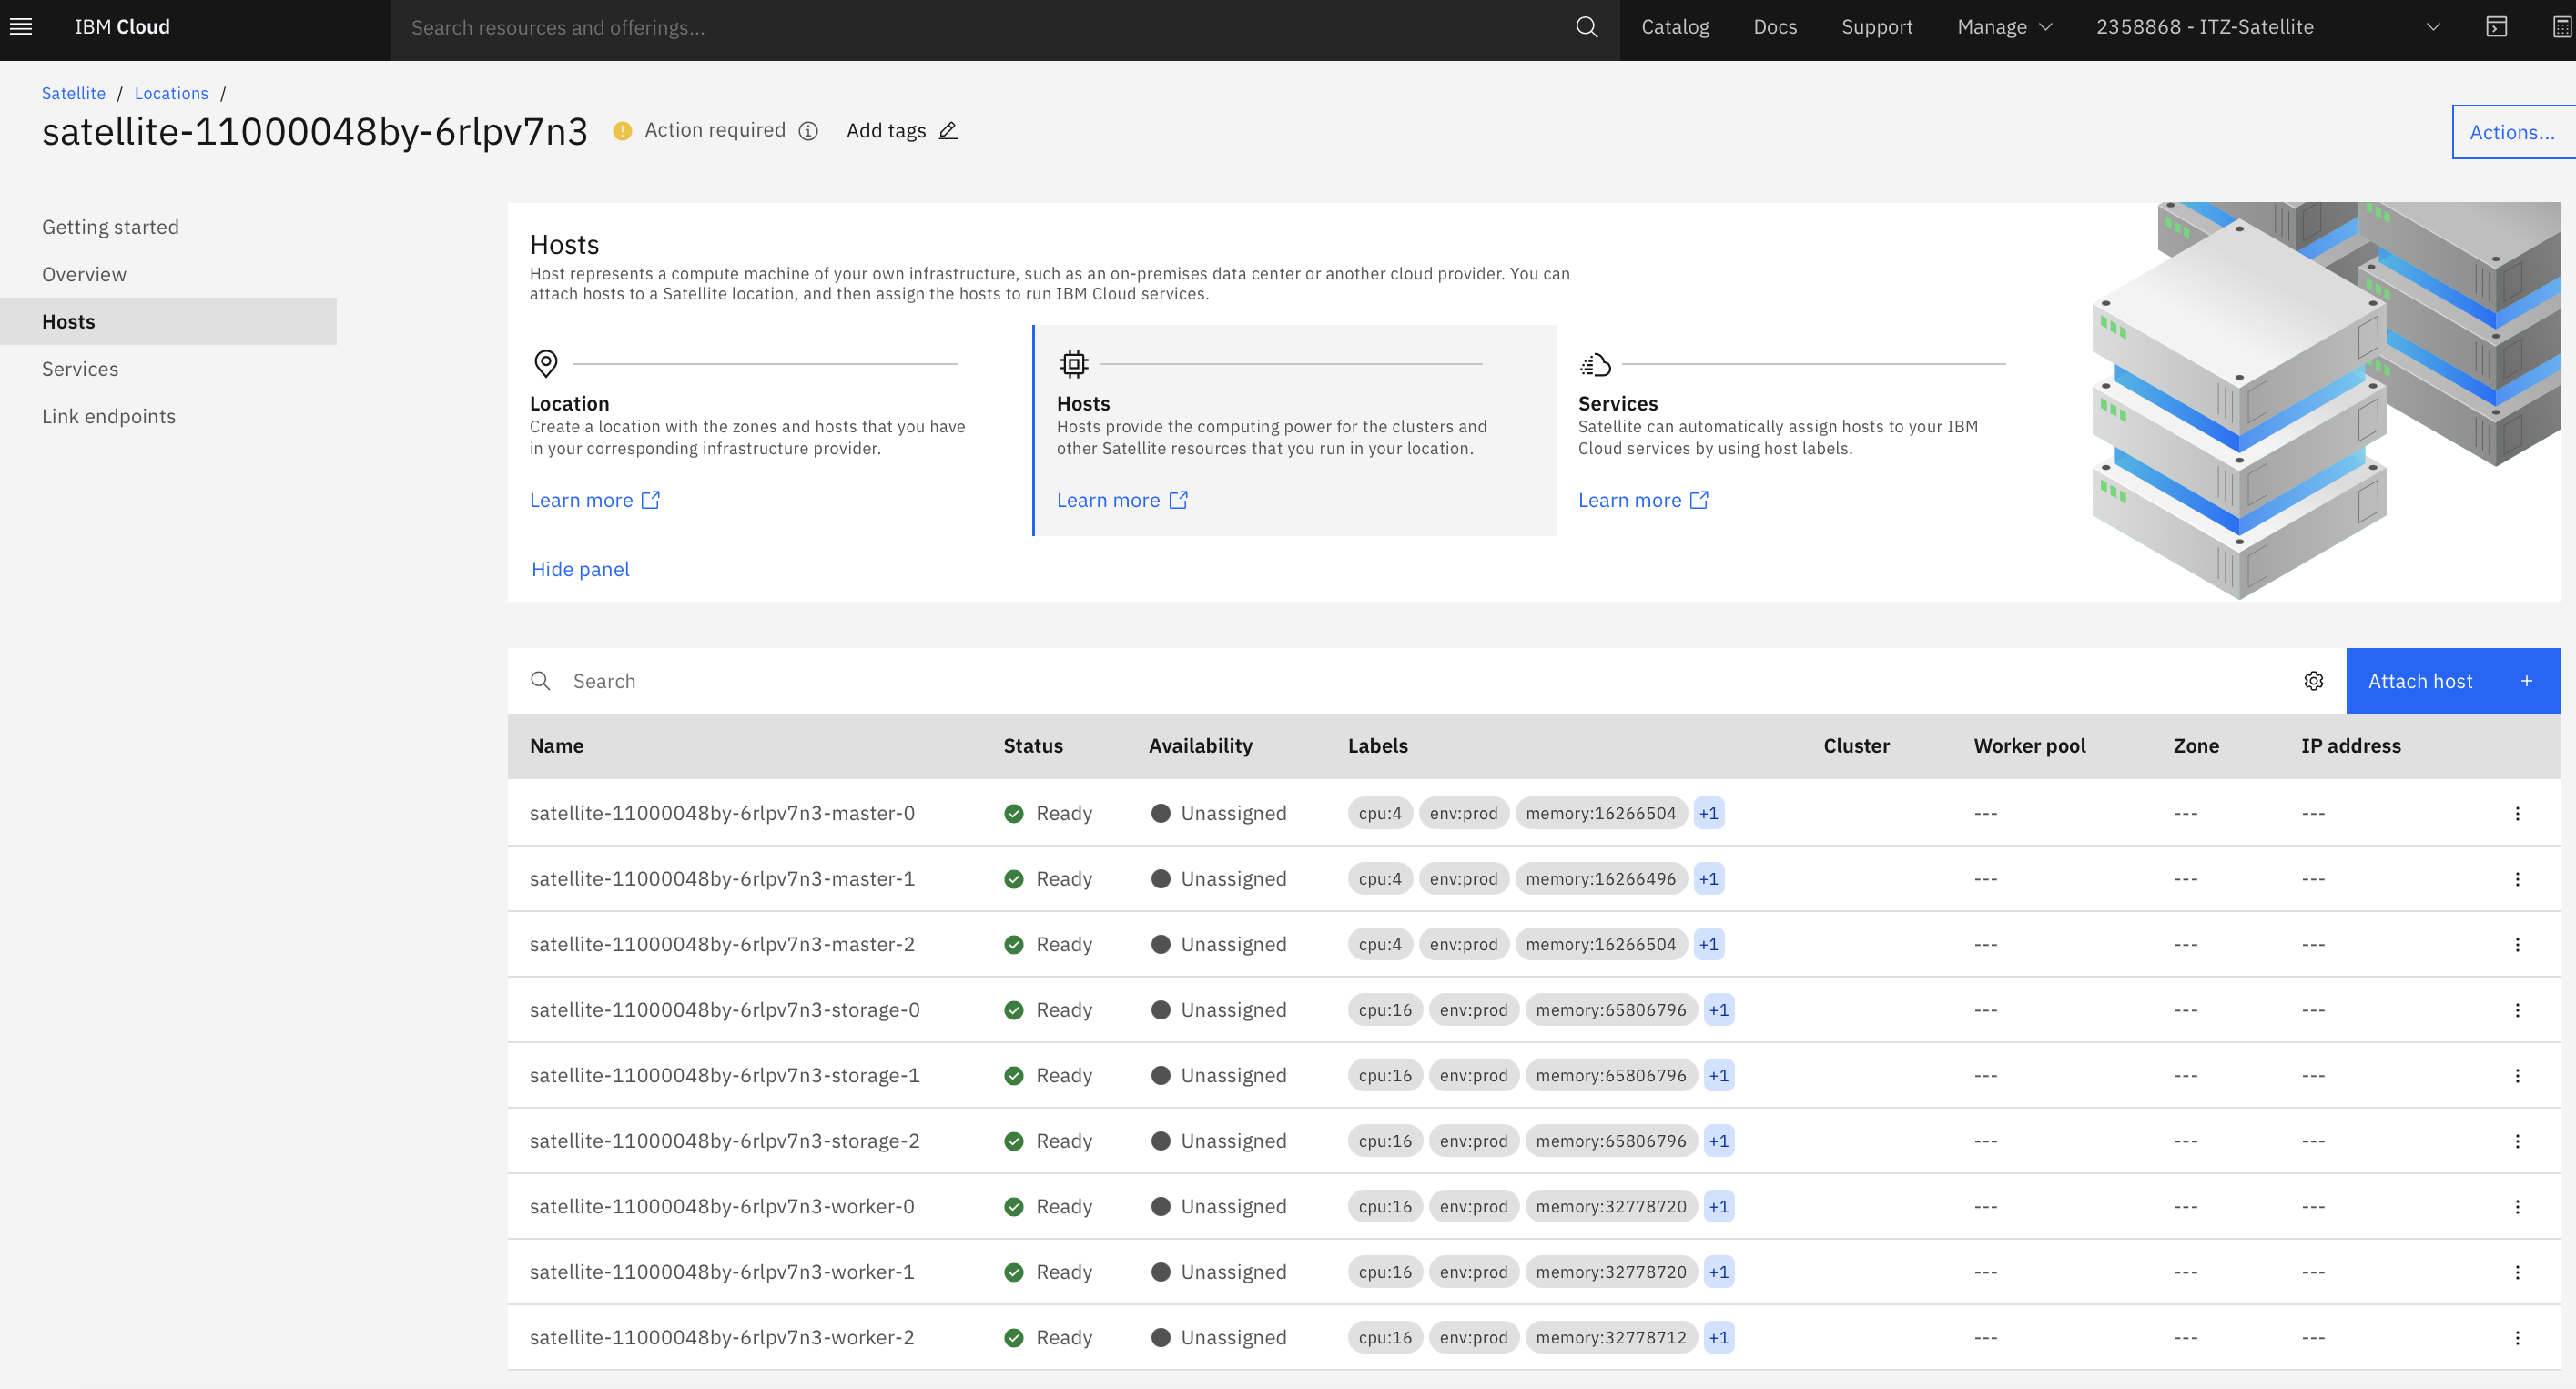 IBM Cloud
Search resources and offerings...
Catalog
Docs
Support
Manage
2358868 - ITZ-Satellite
Satellite / Locations /
satellite-11000048by-6rlpv7n3
Action required
Add tags
Actions...
Getting started
Overview
Hosts
Services
Link endpoints
Hosts
Host represents a compute machine of your own infrastructure, such as an on-premises data center or another cloud provider. You can
attach hosts to a Satellite location, and then assign the hosts to run IBM Cloud services.
Location
Create a location with the zones and hosts that you have
in your corresponding infrastructure provider.
Learn more
Hosts
Hosts provide the computing power for the clusters and
other Satellite resources that you run in your location.
Learn more
Services
Satellite can automatically assign hosts to your IBM
Cloud services by using host labels.
Learn more
Hide panel
Search
Attach host +
Name Status Availability Labels Cluster Worker pool Zone IP address
satellite-11000048by-6rlpv7n3-master-0 Ready Unassigned cpu:4 env:prod memory:16266504 +1 --- --- ---
satellite-11000048by-6rlpv7n3-master-1 Ready Unassigned cpu:4 env:prod memory:16266496 +1 --- --- ---
satellite-11000048by-6rlpv7n3-master-2 Ready Unassigned cpu:4 env:prod memory:16266504 +1 --- --- ---
satellite-11000048by-6rlpv7n3-storage-0 Ready Unassigned cpu:16 env:prod memory:65806796 +1 --- --- ---
satellite-11000048by-6rlpv7n3-storage-1 Ready Unassigned cpu:16 env:prod memory:65806796 +1 --- --- ---
satellite-11000048by-6rlpv7n3-storage-2 Ready Unassigned cpu:16 env:prod memory:65806796 +1 --- --- ---
satellite-11000048by-6rlpv7n3-worker-0 Ready Unassigned cpu:16 env:prod memory:32778720 +1 --- --- ---
satellite-11000048by-6rlpv7n3-worker-1 Ready Unassigned cpu:16 env:prod memory:32778720 +1 --- --- ---
satellite-11000048by-6rlpv7n3-worker-2 Ready Unassigned cpu:16 env:prod memory:32778712 +1 --- --- ---